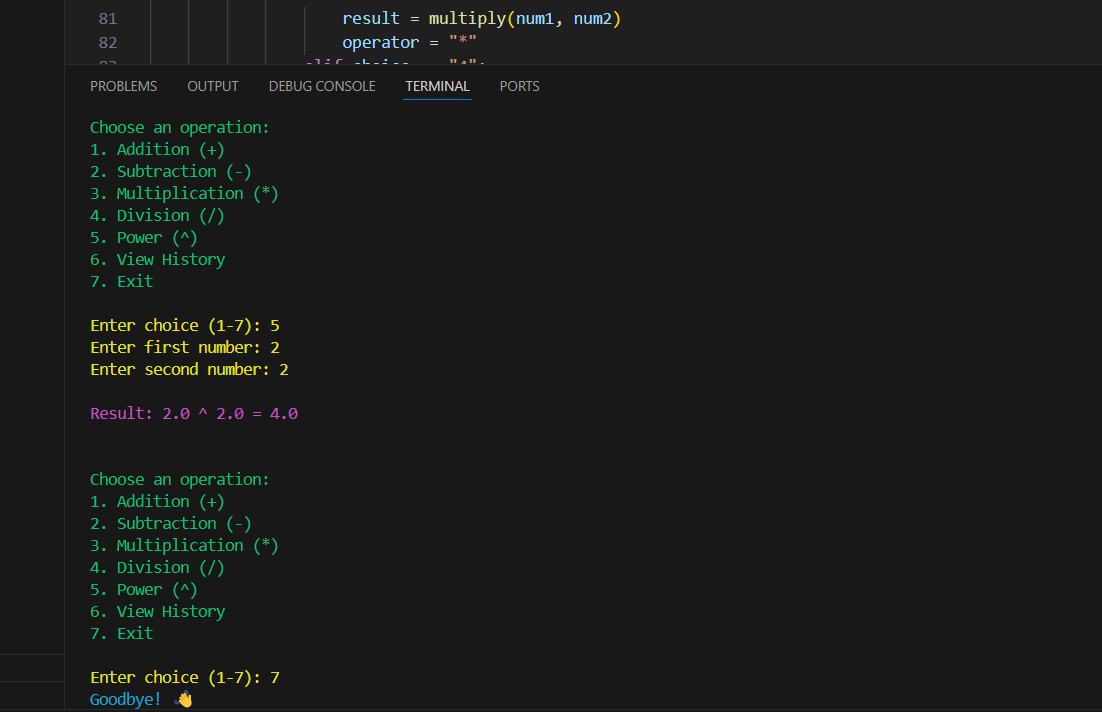 81 result = multiply(num1, num2)
82 operator = "*"
PROBLEMS OUTPUT DEBUG CONSOLE TERMINAL PORTS
Choose an operation:
1. Addition (+)
2. Subtraction (-)
3. Multiplication (*)
4. Division (/)
5. Power (^)
6. View History
7. Exit
Enter choice (1-7): 5
Enter first number: 2
Enter second number: 2
Result: 2.0 ^ 2.0 = 4.0
Choose an operation:
1. Addition (+)
2. Subtraction (-)
3. Multiplication (*)
4. Division (/)
5. Power (^)
6. View History
7. Exit
Enter choice (1-7): 7
Goodbye! 👋